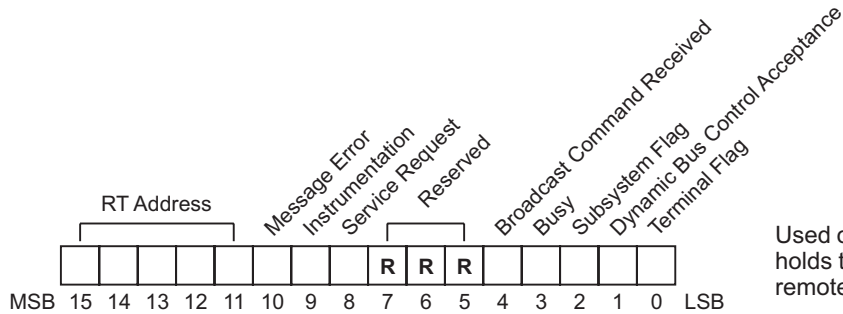 RT Address
Message Error
Instrumentation
Service Request
Reserved
Broadcast Command Received
Busy
Subsystem Flag
Dynamic Bus Control Acceptance
Terminal Flag
R R R
MSB 15 14 13 12 11 10 9 8 7 6 5 4 3 2 1 0 LSB
Used
holds
remote